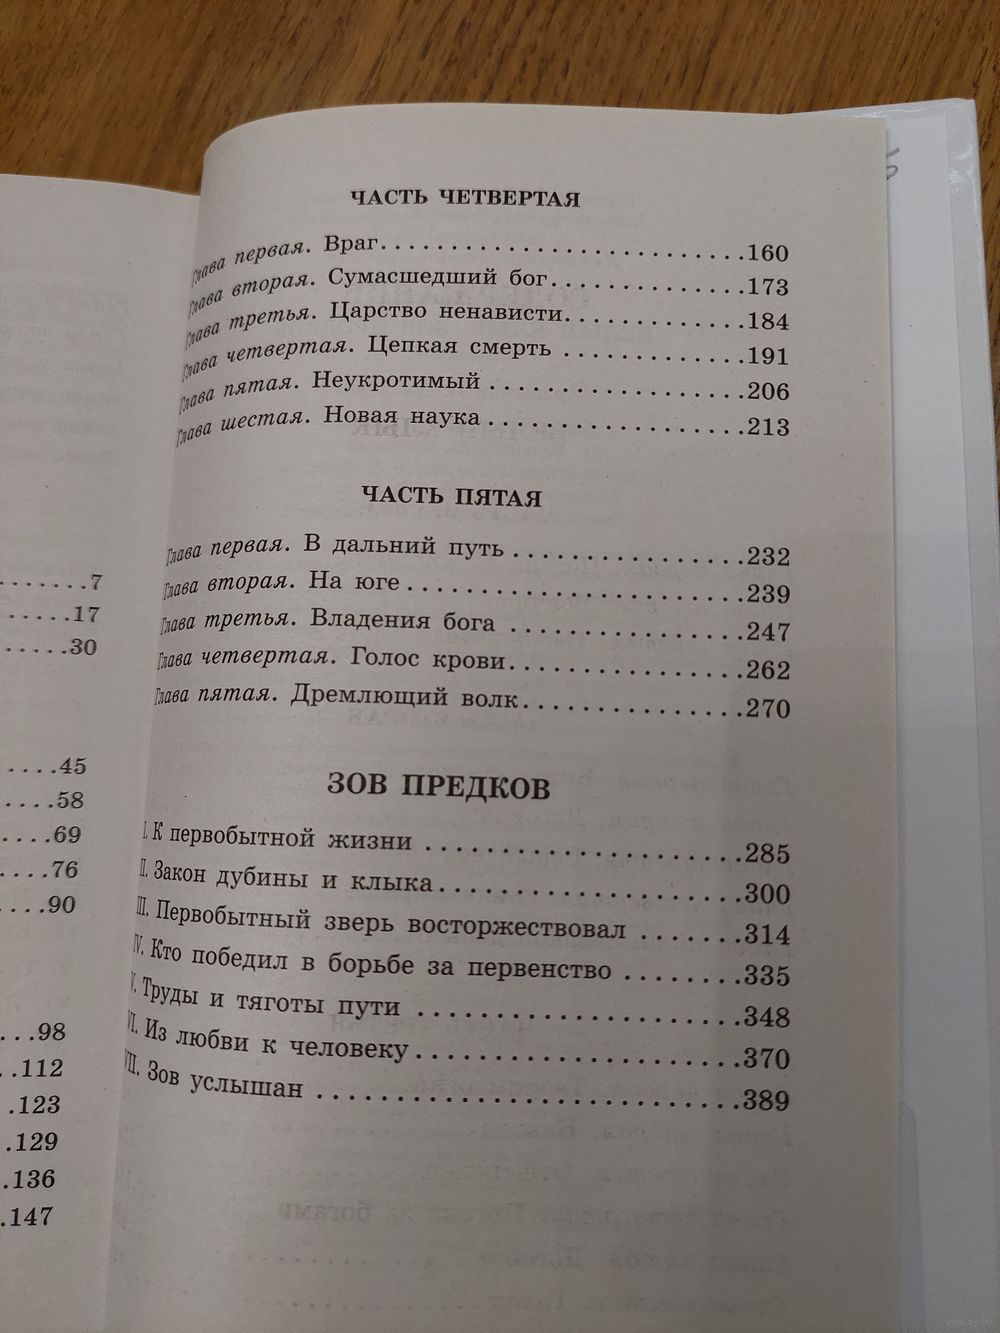 . . . . . . .7
. . . . . .17
. . . . .30
. . . .45
. . . .58
. . . .69
. . . .76
. . . .90
. . .98
. .112
.123
.129
.136
.147
ЧАСТЬ ЧЕТВЕРТАЯ
Глава первая. Враг. . . . . . . . . . . . . . . . . . . . . . . . . .160
Глава вторая. Сумасшедший бог. . . . . . . . . . . . . .173
Глава третья. Царство ненависти. . . . . . . . . . . . .184
Глава четвертая. Цепкая смерть . . . . . . . . . . . . .191
Глава пятая. Неукротимый . . . . . . . . . . . . . . . . . .206
Глава шестая. Новая наука . . . . . . . . . . . . . . . . . .213
ЧАСТЬ ПЯТАЯ
Глава первая. В дальний путь . . . . . . . . . . . . . . . .232
Глава вторая. На юге . . . . . . . . . . . . . . . . . . . . . . .239
Глава третья. Владения бога . . . . . . . . . . . . . . . .247
Глава четвертая. Голос крови. . . . . . . . . . . . . . . .262
Глава пятая. Дремлющий волк. . . . . . . . . . . . . . .270
ЗОВ ПРЕДКОВ
I. К первобытной жизни . . . . . . . . . . . . . . . . . . . . .285
II. Закон дубины и клыка. . . . . . . . . . . . . . . . . . . .300
III. Первобытный зверь восторжествовал . . . . . . .314
IV. Кто победил в борьбе за первенство . . . . . . . .335
V. Труды и тяготы пути . . . . . . . . . . . . . . . . . . . . .348
VI. Из любви к человеку . . . . . . . . . . . . . . . . . . . . .370
VII. Зов услышан . . . . . . . . . . . . . . . . . . . . . . . . . . .389
www.ay.by